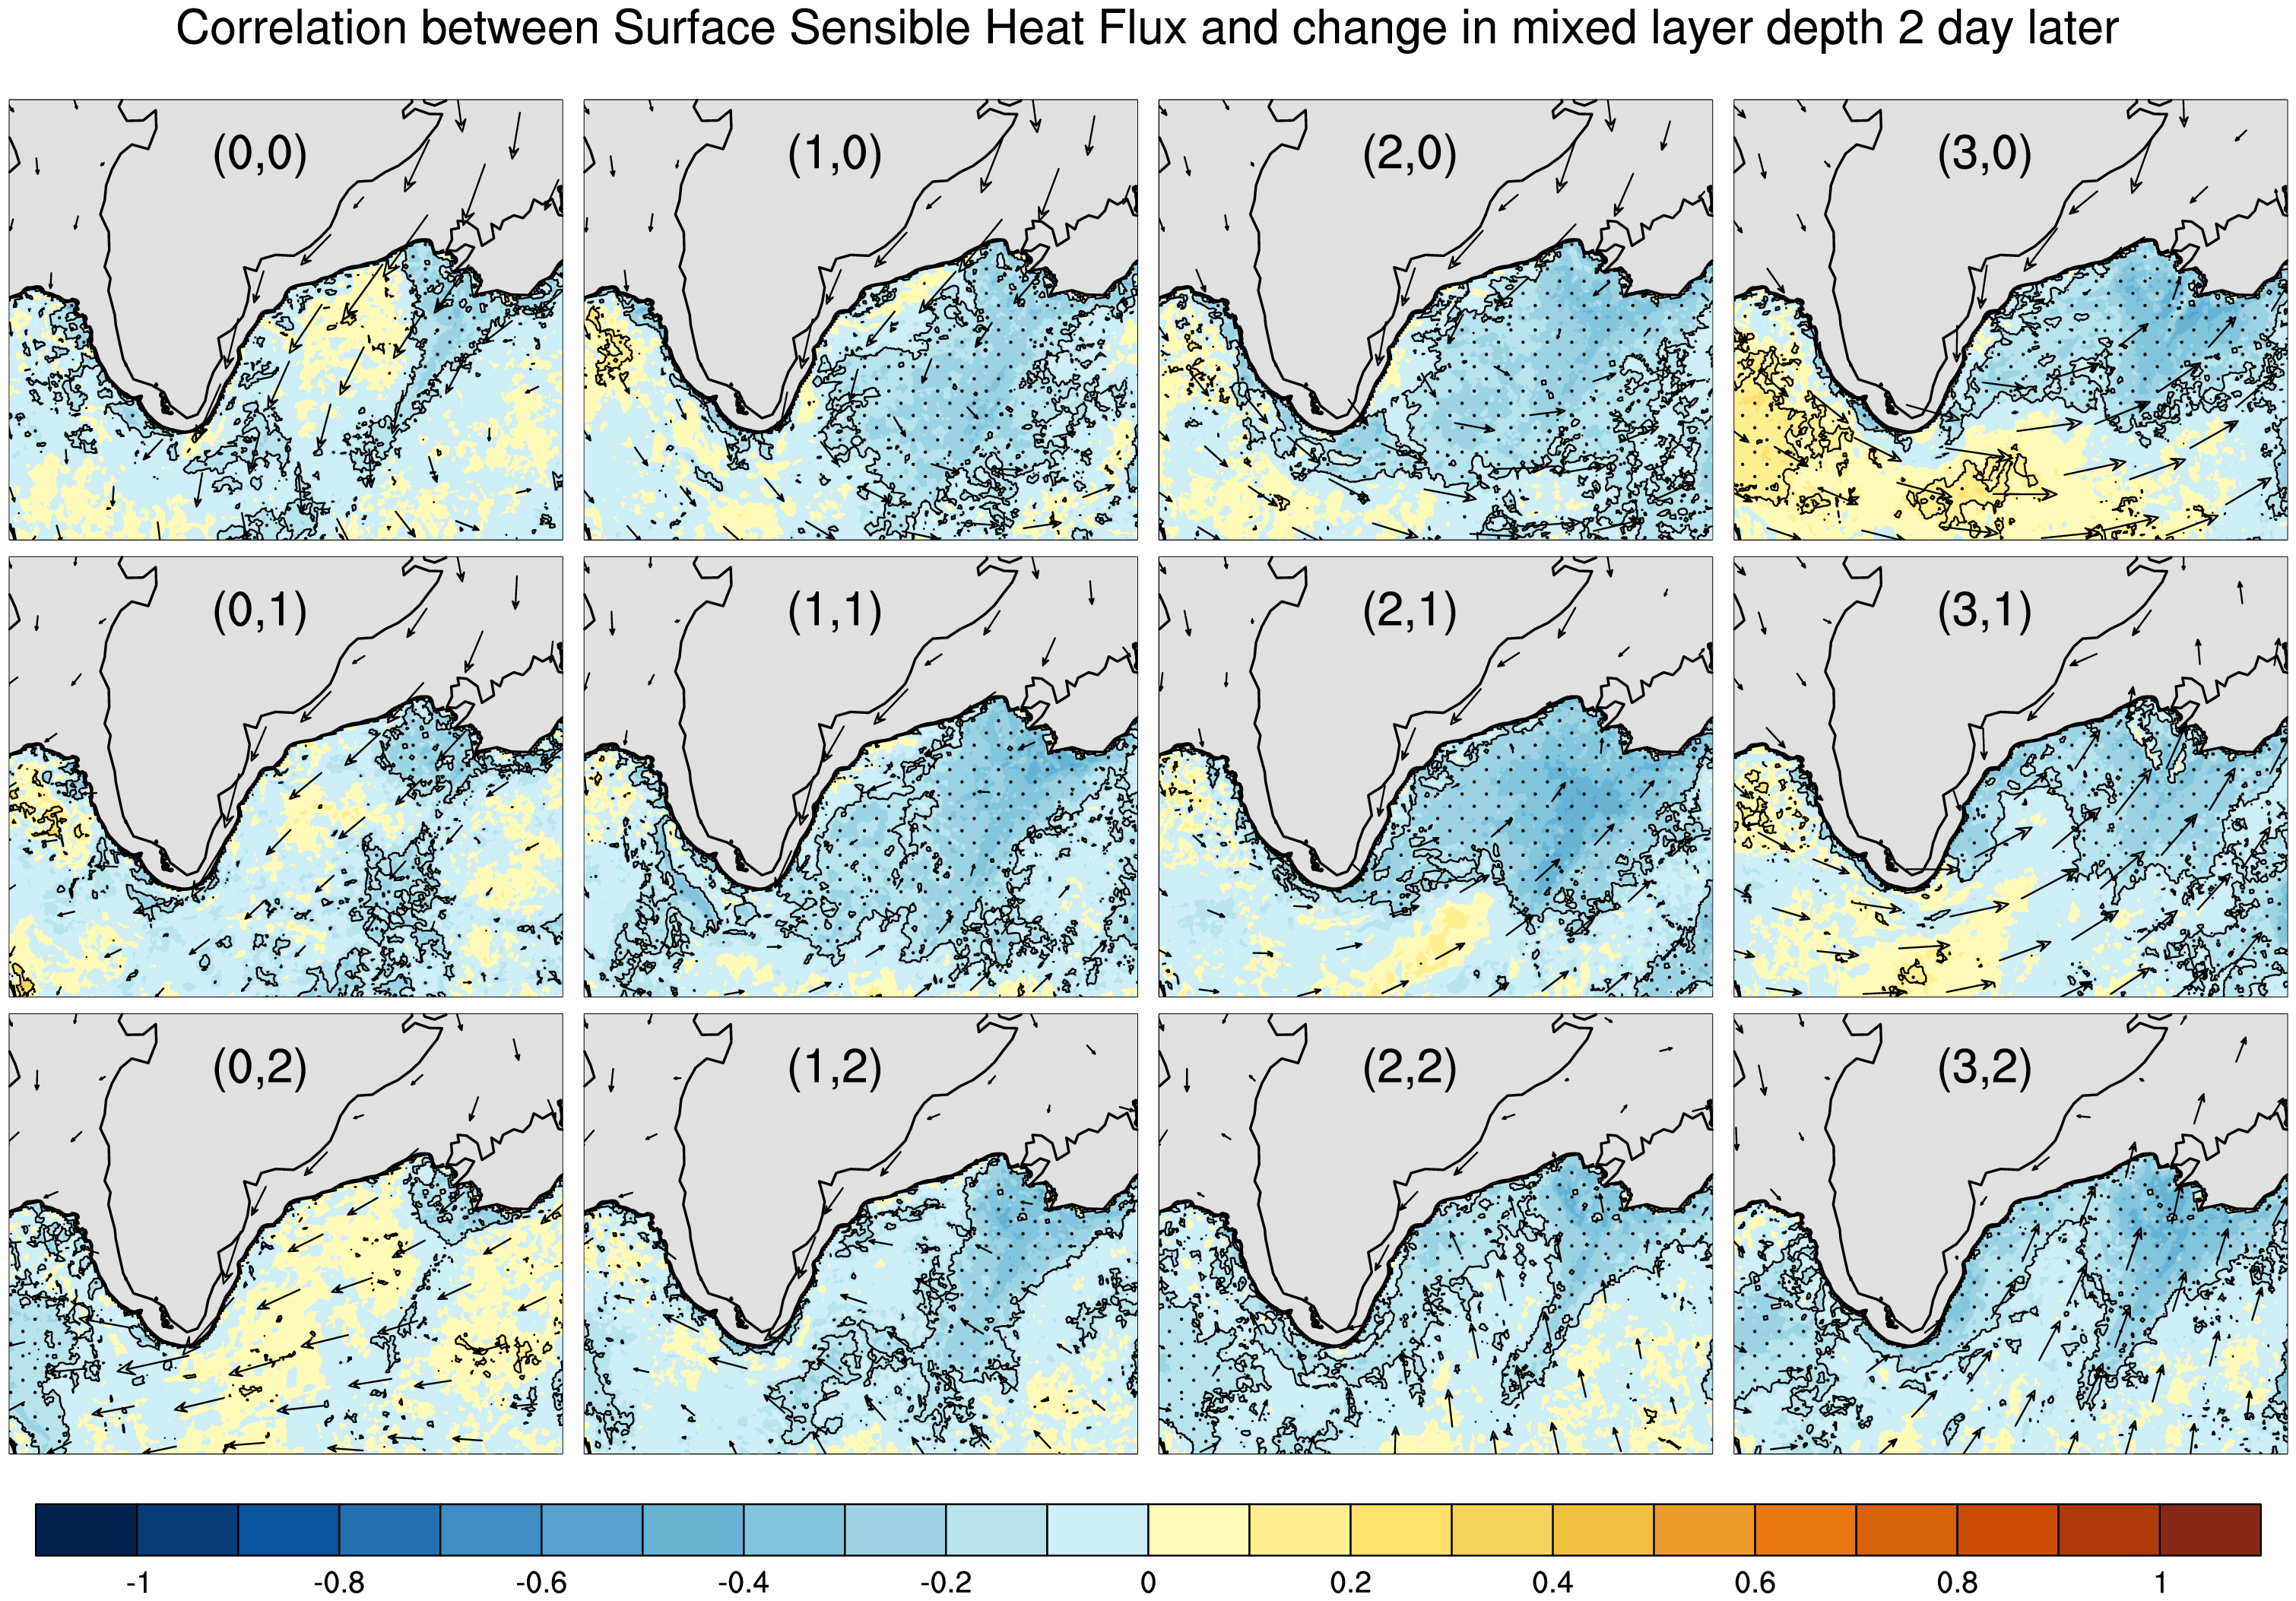 Correlation between Surface Sensible Heat Flux and change in mixed layer depth 2 day later
(0,0) (1,0) (2,0) (3,0)
(0,1) (1,1) (2,1) (3,1)
(0,2) (1,2) (2,2) (3,2)
-1 -0.8 -0.6 -0.4 -0.2 0 0.2 0.4 0.6 0.8 1